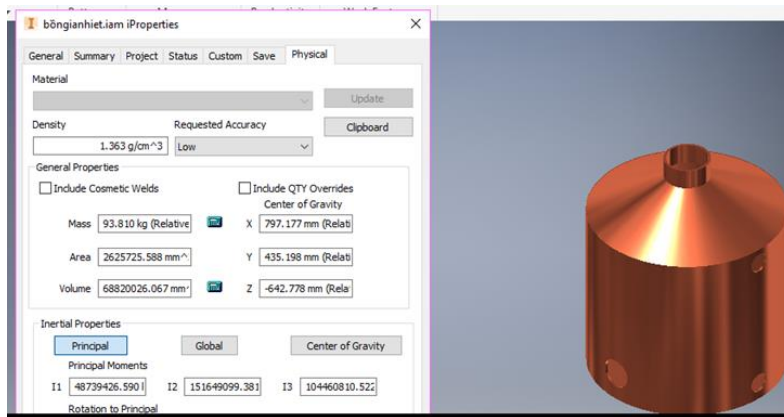 bồngianhiet.iam iProperties
General Summary Project Status Custom Save Physical
Material
Update
Density Requested Accuracy
Clipboard
1.363 g/cm^3 Low
General Properties
Include Cosmetic Welds Include QTY Overrides
Center of Gravity
Mass 93.810 kg (Relative X 797.177 mm (Relati
Area 2625725.588 mm^ Y 435.198 mm (Relati
Volume 68820026.067 mm Z -642.778 mm (Rela
Inertial Properties
Principal Global Center of Gravity
Principal Moments
I1 48739426.590 I2 151649099.381 I3 104460810.522
Rotation to Principal